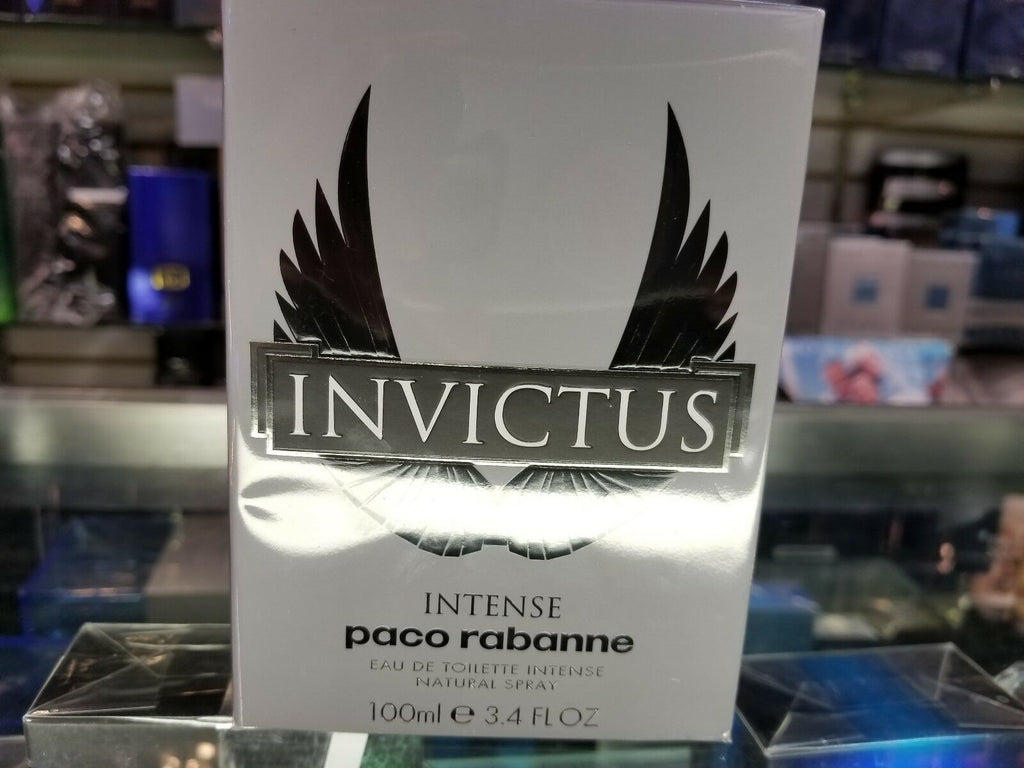 INVICTUS
INTENSE
paco rabanne
EAU DE TOILETTE INTENSE
NATURAL SPRAY
100ml e 3.4 FL OZ